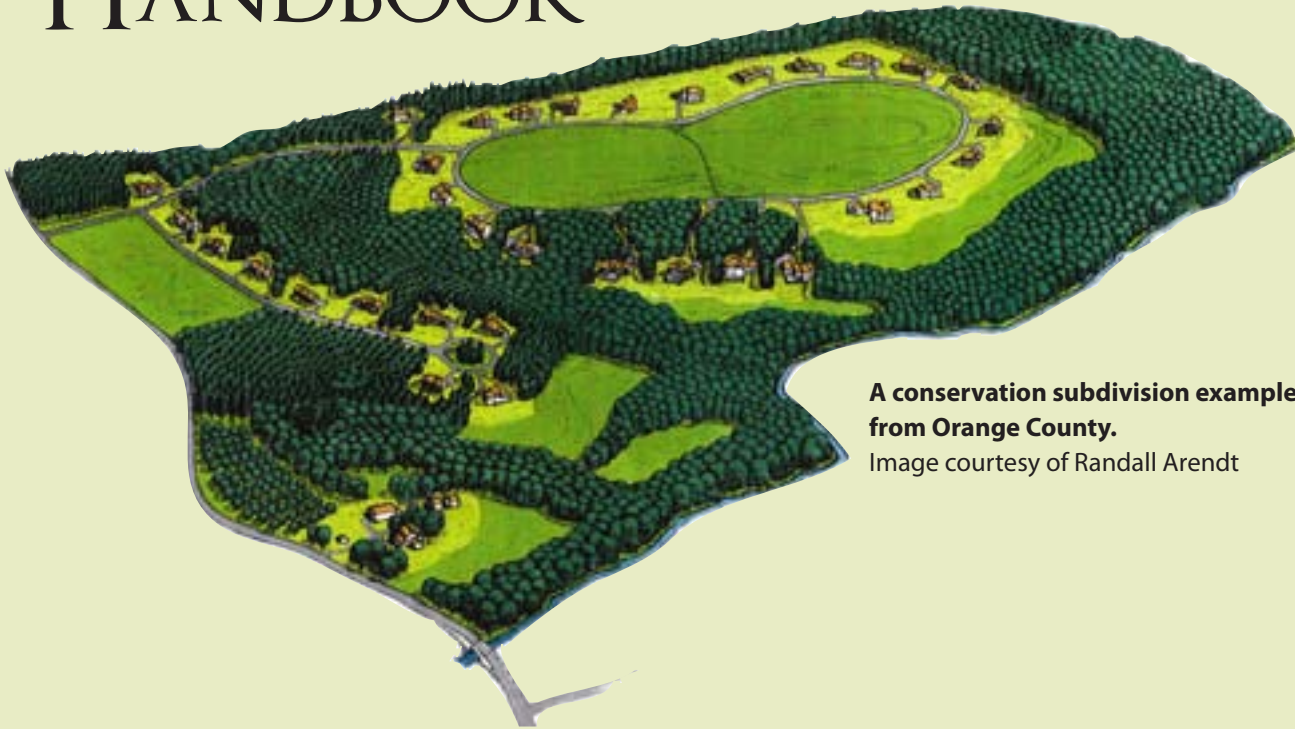 HANDBOOK
A conservation subdivision example
from Orange County.
Image courtesy of Randall Arendt